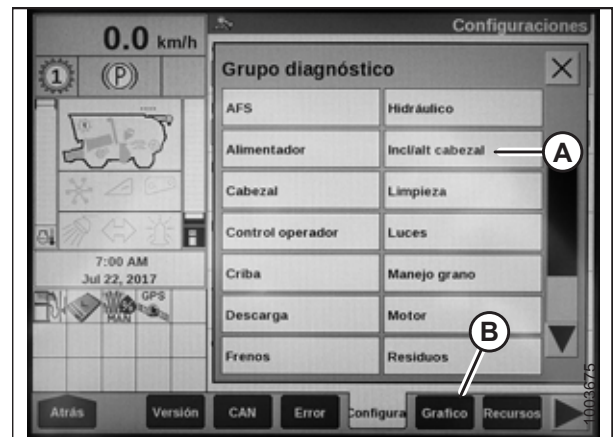 0.0 km/h
Configuraciones
1
(P)
Grupo diagnóstico
AFS
Hidráulico
Alimentador
Incl/alt cabezal
A
Cabezal
Limpieza
Control operador
Luces
7:00 AM
Jul 22, 2017
Criba
Manejo grano
GPS
MAN
Descarga
Motor
B
Frenos
Residuos
Atrás
Versión
CAN
Error
Configura
Grafico
Recursos
1003675